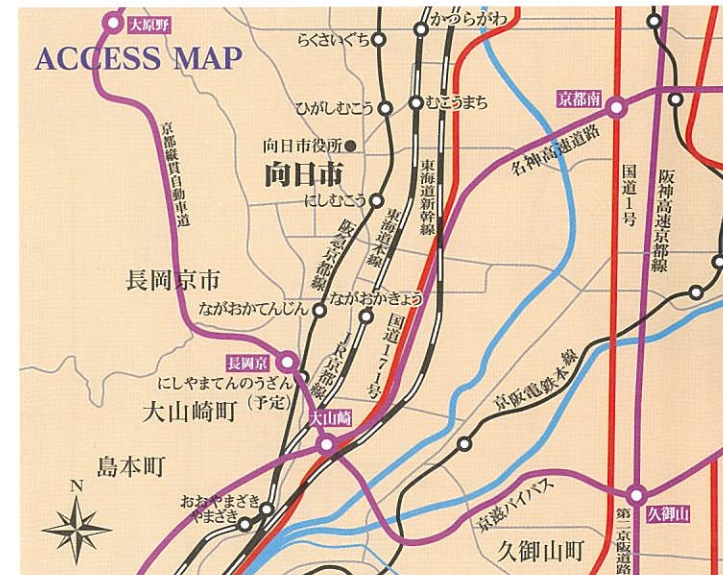 大原野
かつらがわ
らくさいぐち
ACCESS MAP
京都南
ひがしむこう
むこうまち
向日市役所
向日市
名神高速道路
京都縦貫自動車道
東海道新幹線
国道1号
阪神高速京都線
にしむこう
東海道本線
阪急京都線
長岡京市
ながおかてんじん
ながおかきょう
国道171号
JR京都線
長岡京
にしやまてんのうざん
(予定)
京阪電鉄本線
大山崎町
大山崎
島本町
N
おおやまざき
やまざき
京滋バイパス
久御山
久御山町
第二京阪道路